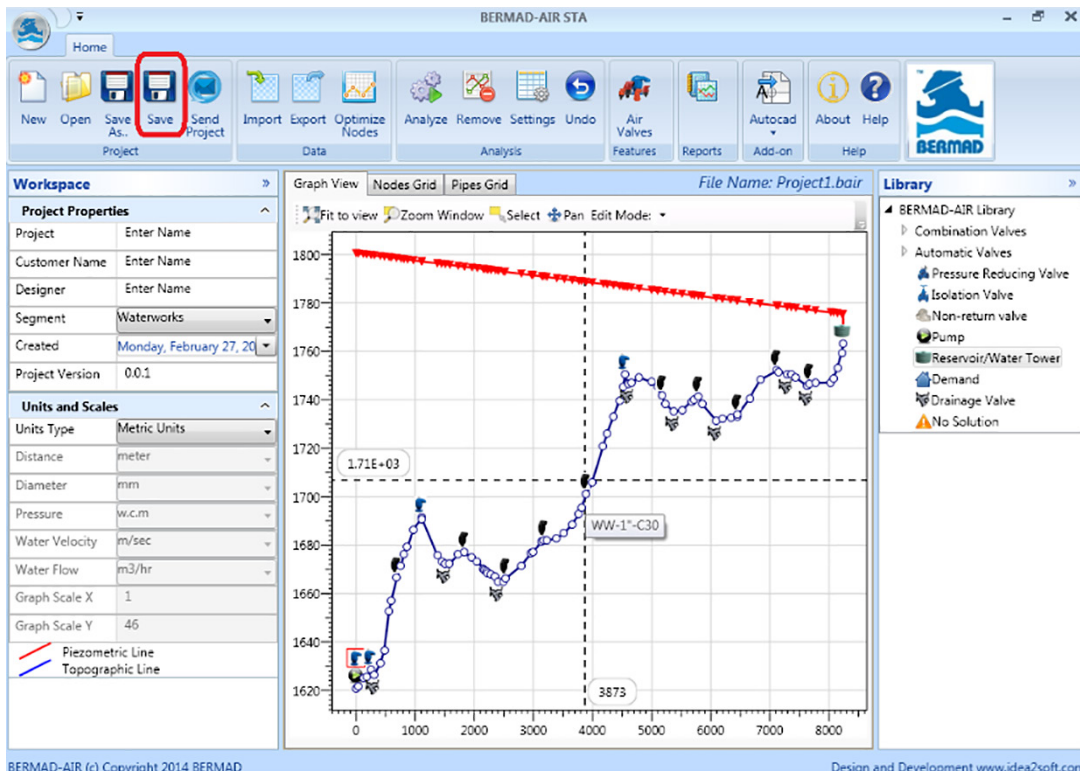 BERMAD-AIR STA
Home
New Open Save As.. Save Send Project Import Export Optimize Nodes Analyze Remove Settings Undo Air Valves Autocad About Help
Project Data Analysis Features Reports Add-on Help
BERMAD
Workspace »
Project Properties
Project Enter Name
Customer Name Enter Name
Designer Enter Name
Segment Waterworks
Created Monday, February 27, 20
Project Version 0.0.1
Units and Scales
Units Type Metric Units
Distance meter
Diameter mm
Pressure w.c.m
Water Velocity m/sec
Water Flow m3/hr
Graph Scale X 1
Graph Scale Y 46
Piezometric Line
Topographic Line
Graph View Nodes Grid Pipes Grid File Name: Project1.bair
Fit to view Zoom Window Select Pan Edit Mode:
1800
1780
1760
1740
1720
1.71E+03
1700
WW-1"-C30
1680
1660
1640
1620
3873
0 1000 2000 3000 4000 5000 6000 7000 8000
Library »
BERMAD-AIR Library
Combination Valves
Automatic Valves
Pressure Reducing Valve
Isolation Valve
Non-return valve
Pump
Reservoir/Water Tower
Demand
Drainage Valve
No Solution
BERMAD-AIR (c) Copyright 2014 BERMAD Design and Development www.idea2soft.com